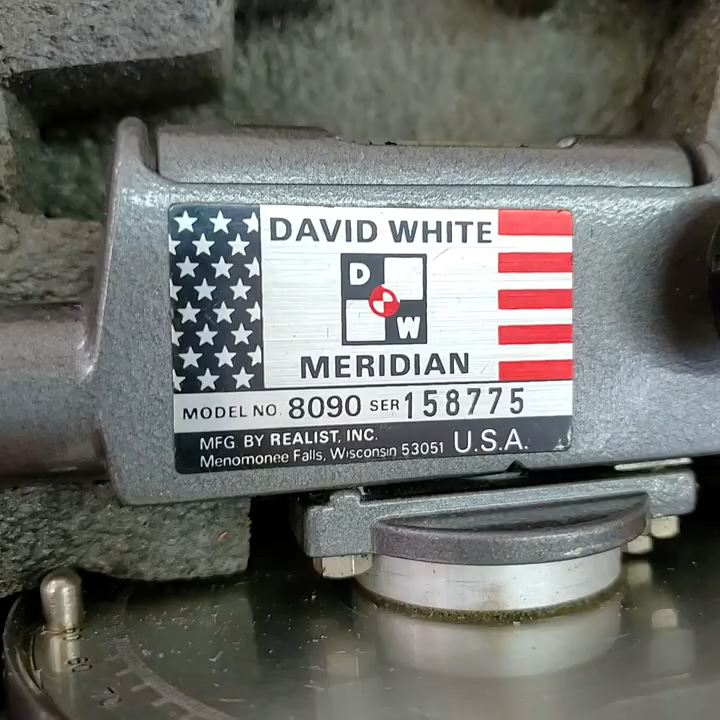 DAVID WHITE
D
W
MERIDIAN
MODEL NO. 8090 SER 158775
MFG BY REALIST, INC.
Menomonee Falls, Wisconsin 53051 U.S.A.